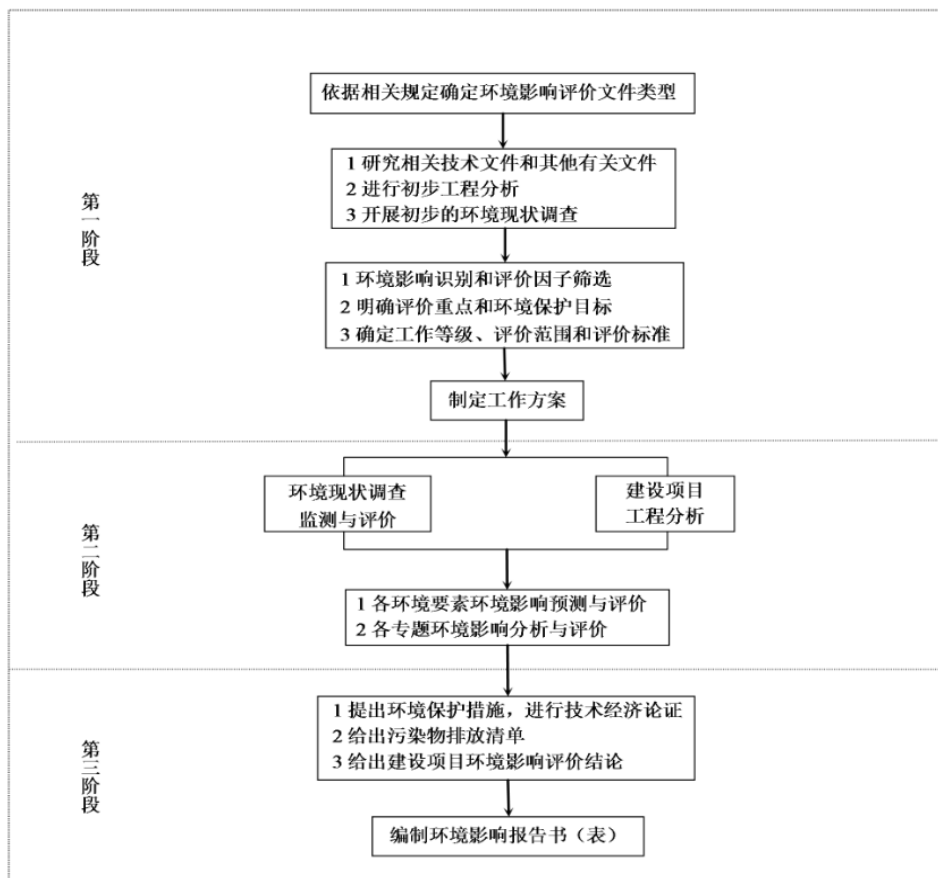 依据相关规定确定环境影响评价文件类型
1 研究相关技术文件和其他有关文件
2 进行初步工程分析
3 开展初步的环境现状调查
第一阶段
1 环境影响识别和评价因子筛选
2 明确评价重点和环境保护目标
3 确定工作等级、评价范围和评价标准
制定工作方案
环境现状调查
监测与评价
建设项目
工程分析
第二阶段
1 各环境要素环境影响预测与评价
2 各专题环境影响分析与评价
1 提出环境保护措施，进行技术经济论证
2 给出污染物排放清单
3 给出建设项目环境影响评价结论
第三阶段
编制环境影响报告书（表）